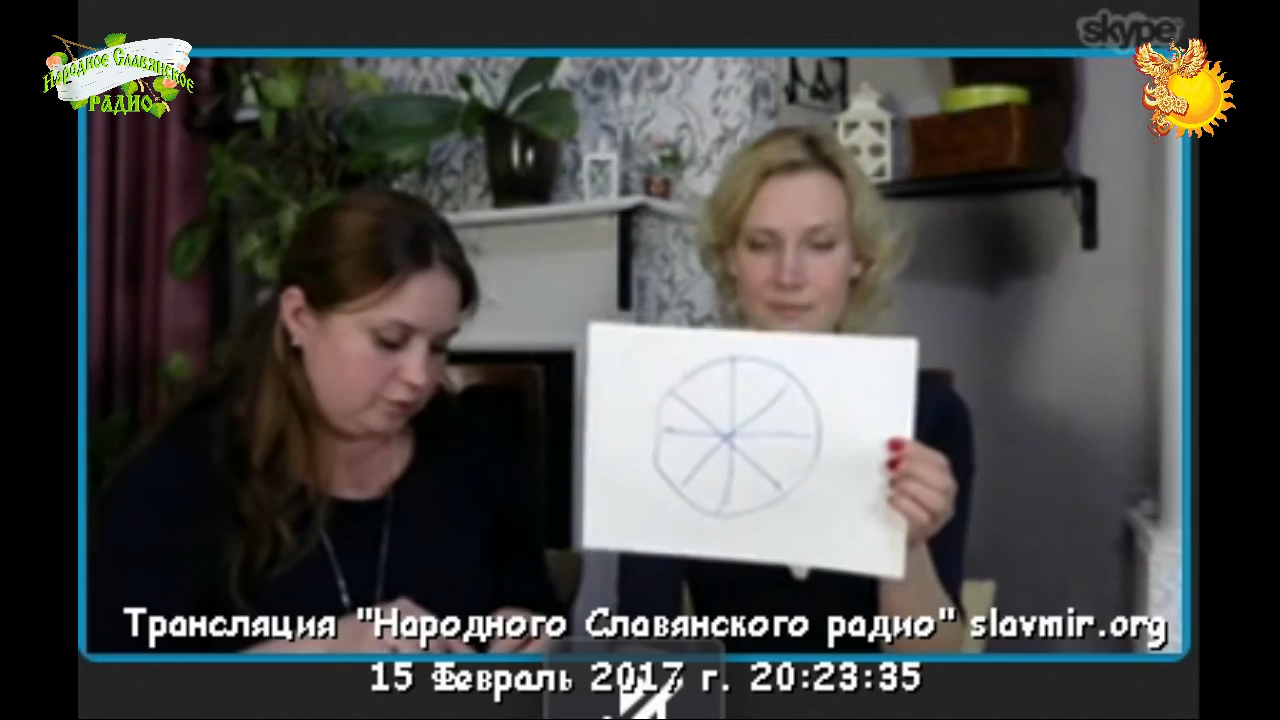 skype
Народное Славянское
РАДИО
Трансляция "Народного Славянского радио" slavmir.org
15 Февраль 2017 г. 20:23:35